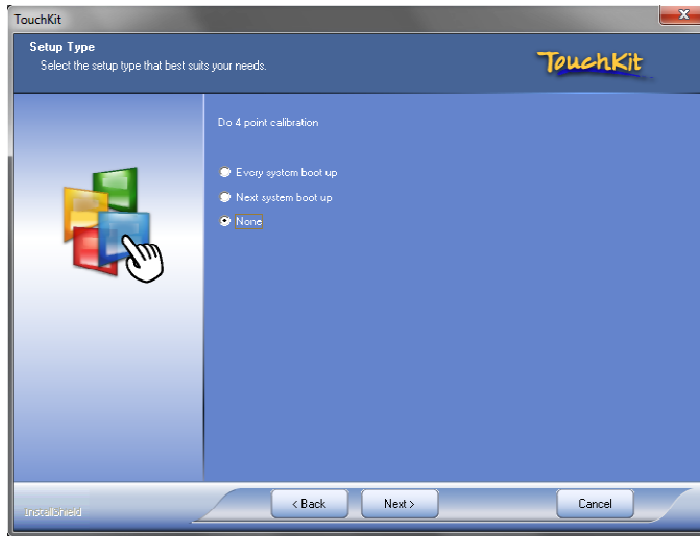 TouchKit
Setup Type
Select the setup type that best suits your needs.
TouchKit
Do 4 point calibration
Every system boot up
Next system boot up
None
InstallShield
< Back
Next >
Cancel